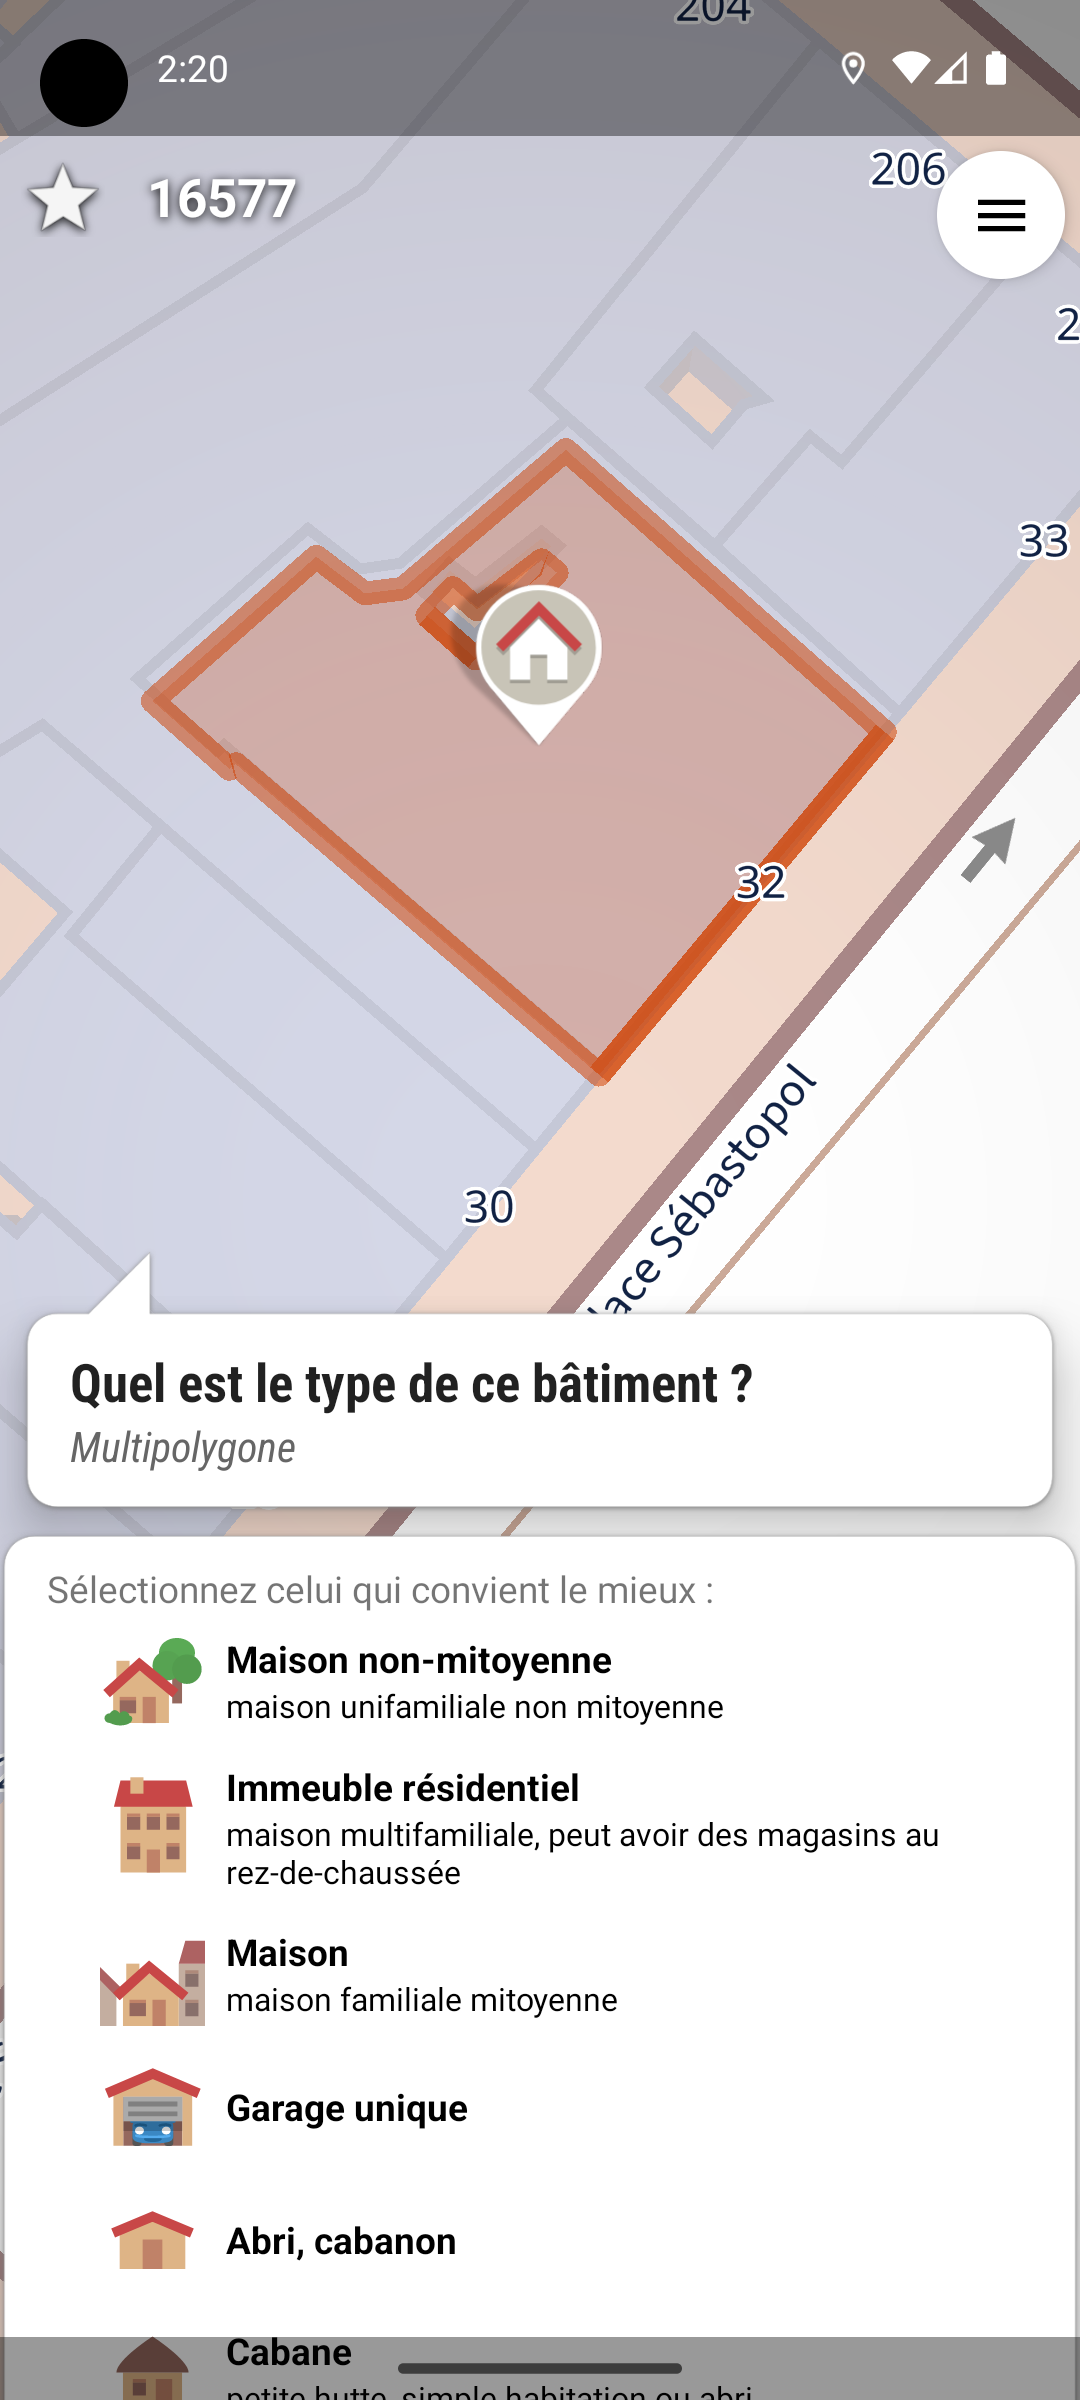 204
2:20
206
16577
2
33
32
lace Sébastopol
30
Quel est le type de ce bâtiment ?
Multipolygone
Sélectionnez celui qui convient le mieux :
Maison non-mitoyenne
maison unifamiliale non mitoyenne
Immeuble résidentiel
maison multifamiliale, peut avoir des magasins au
rez-de-chaussée
Maison
maison familiale mitoyenne
Garage unique
Abri, cabanon
Cabane
petite hutte, simple habitation ou abri